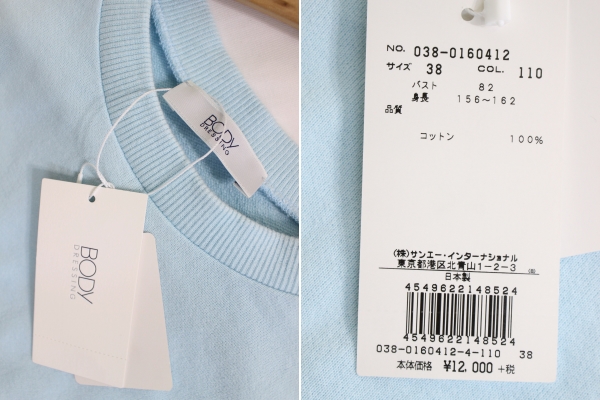 BODY
DRESSING
BODY
DRESSING
NO. 038-0160412
サイズ 38 COL. 110
バスト 82
身長 156~162
品質
コットン 100%
(株)サンエー・インターナショナル
東京都港区北青山1-2-3
日本製
4549622148524
4549622148524
038-0160412-4-110 38
本体価格 ¥12,000 +税